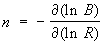 n = − ∂(ln B) / ∂(ln R)